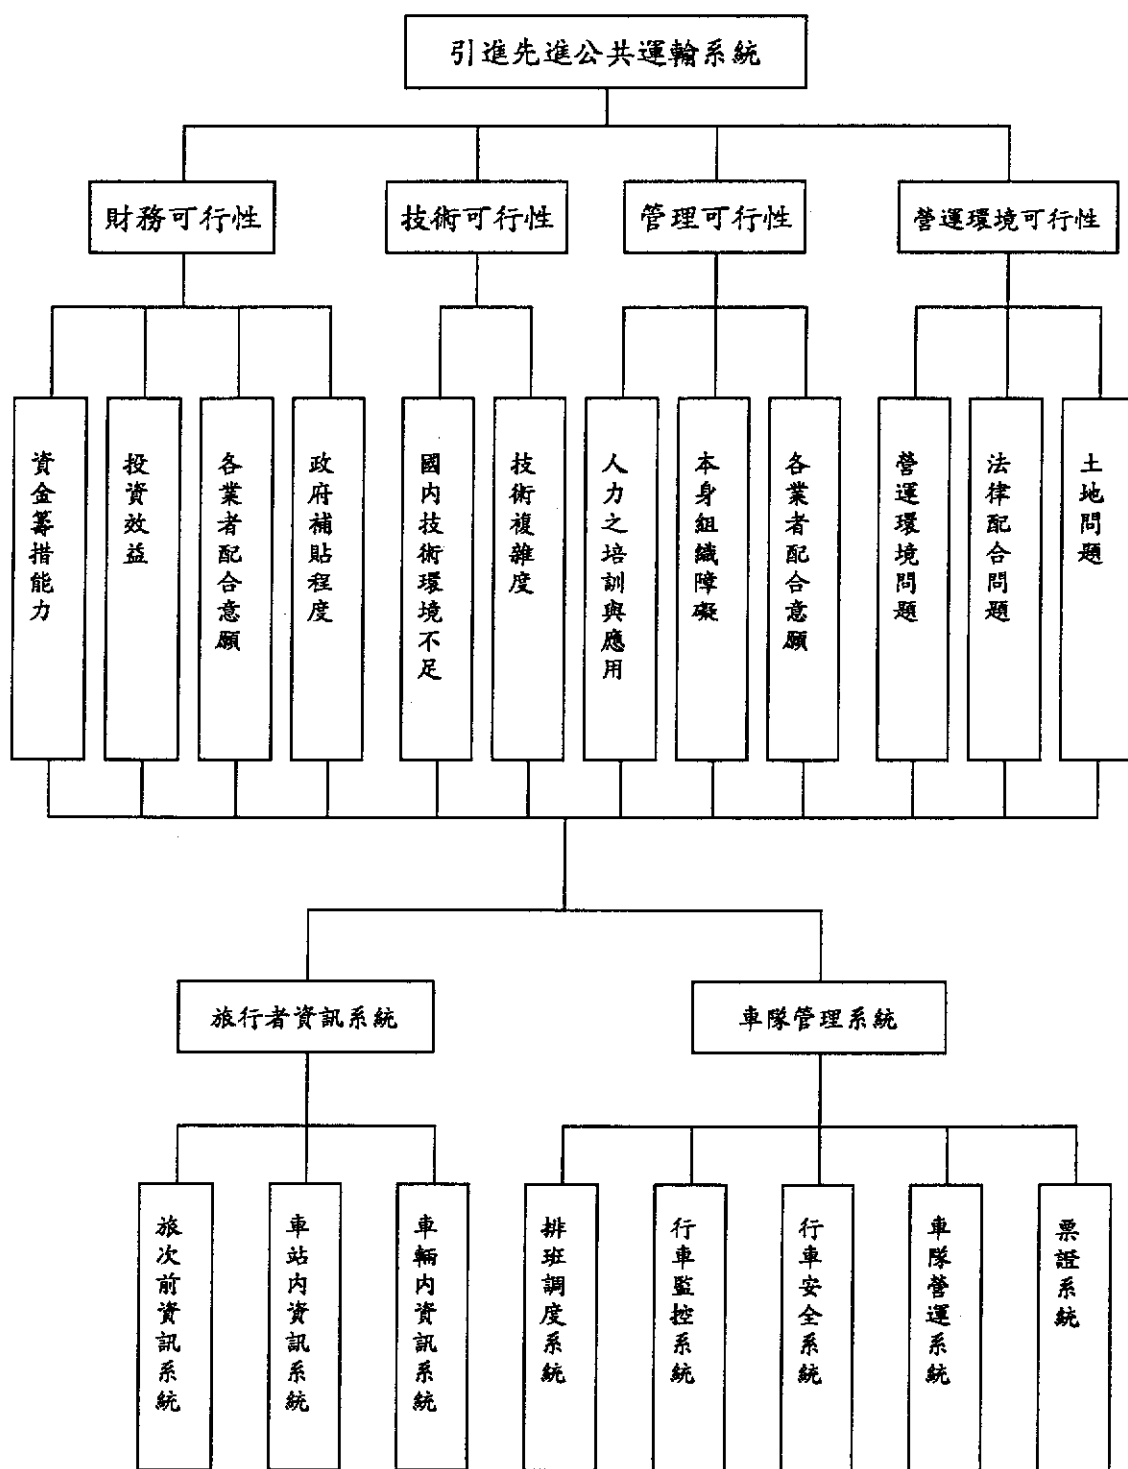 引進先進公共運輸系統
財務可行性
技術可行性
管理可行性
營運環境可行性
資金籌措能力
投資效益
各業者配合意願
政府補貼程度
國內技術環境不足
技術複雜度
人力之培訓與應用
本身組織障礙
各業者配合意願
營運環境問題
法律配合問題
土地問題
旅行者資訊系統
車隊管理系統
旅次前資訊系統
車站內資訊系統
車輛內資訊系統
排班調度系統
行車監控系統
行車安全系統
車隊營運系統
票證系統